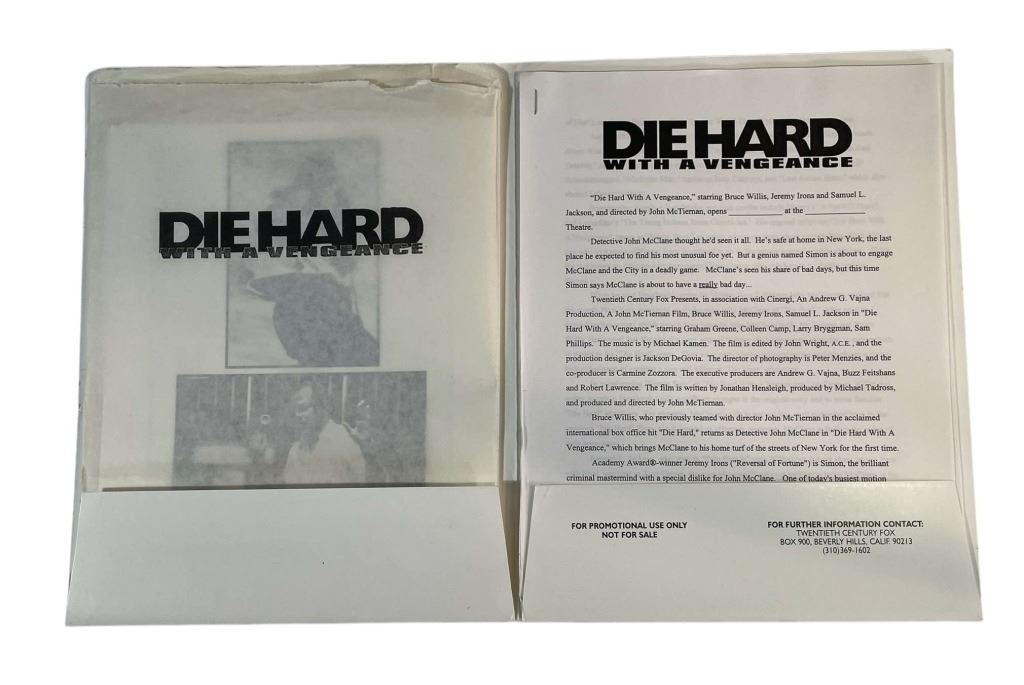 DIE HARD
WITH A VENGEANCE
DIE HARD
WITH A VENGEANCE
"Die Hard With A Vengeance," starring Bruce Willis, Jeremy Irons and Samuel L.
Jackson, and directed by John McTiernan, opens ____________ at the ______________
Theatre.
Detective John McClane thought he'd seen it all. He's safe at home in New York, the last
place he expected to find his most unusual foe yet. But a genius named Simon is about to engage
McClane and the City in a deadly game. McClane's seen his share of bad days, but this time
Simon says McClane is about to have a really bad day...
Twentieth Century Fox Presents, in association with Cinergi, An Andrew G. Vajna
Production, A John McTiernan Film, Bruce Willis, Jeremy Irons, Samuel L. Jackson in "Die
Hard With A Vengeance," starring Graham Greene, Colleen Camp, Larry Bryggman, Sam
Phillips. The music is by Michael Kamen. The film is edited by John Wright, A.C.E., and the
production designer is Jackson DeGovia. The director of photography is Peter Menzies, and the
co-producer is Carmine Zozzora. The executive producers are Andrew G. Vajna, Buzz Feitshans
and Robert Lawrence. The film is written by Jonathan Hensleigh, produced by Michael Tadross,
and produced and directed by John McTiernan.
Bruce Willis, who previously teamed with director John McTiernan in the acclaimed
international box office hit "Die Hard," returns as Detective John McClane in "Die Hard With A
Vengeance," which brings McClane to his home turf of the streets of New York for the first time.
Academy Award®-winner Jeremy Irons ("Reversal of Fortune") is Simon, the brilliant
criminal mastermind with a special dislike for John McClane. One of today's busiest motion
FOR PROMOTIONAL USE ONLY
NOT FOR SALE
FOR FURTHER INFORMATION CONTACT:
TWENTIETH CENTURY FOX
BOX 900, BEVERLY HILLS, CALIF. 90213
(310)369-1602